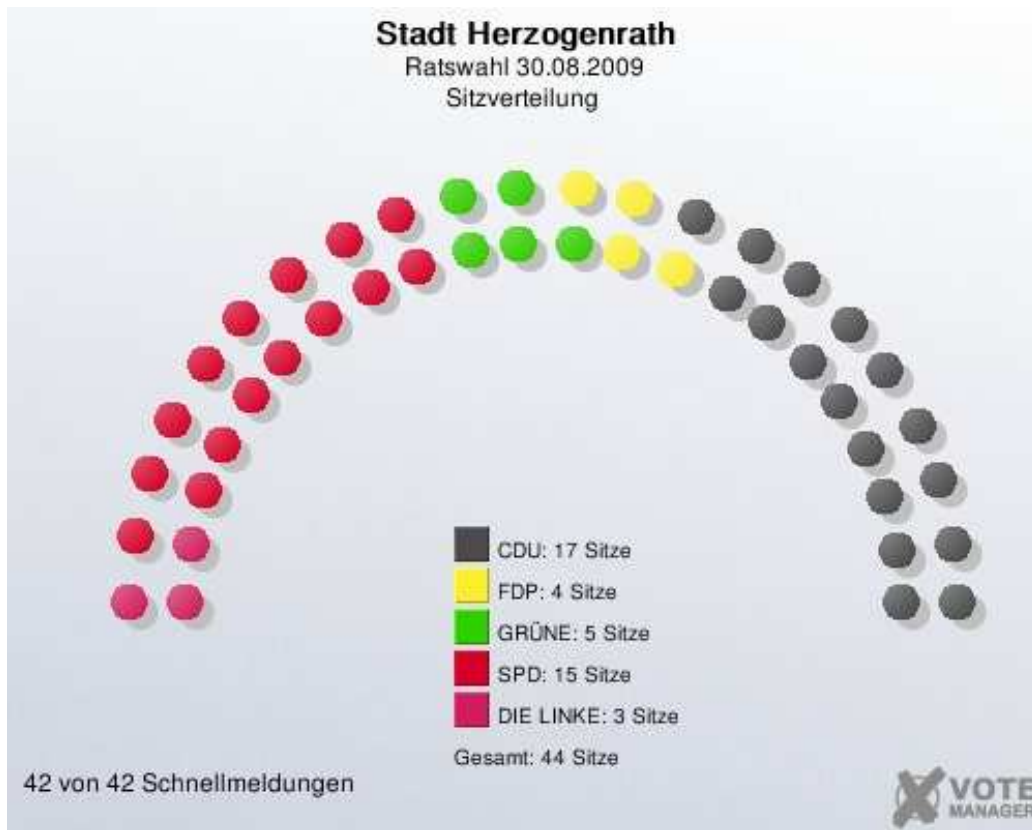 Stadt Herzogenrath
Ratswahl 30.08.2009
Sitzverteilung
CDU: 17 Sitze
FDP: 4 Sitze
GRÜNE: 5 Sitze
SPD: 15 Sitze
DIE LINKE: 3 Sitze
Gesamt: 44 Sitze
42 von 42 Schnellmeldungen
VOTE
MANAGER